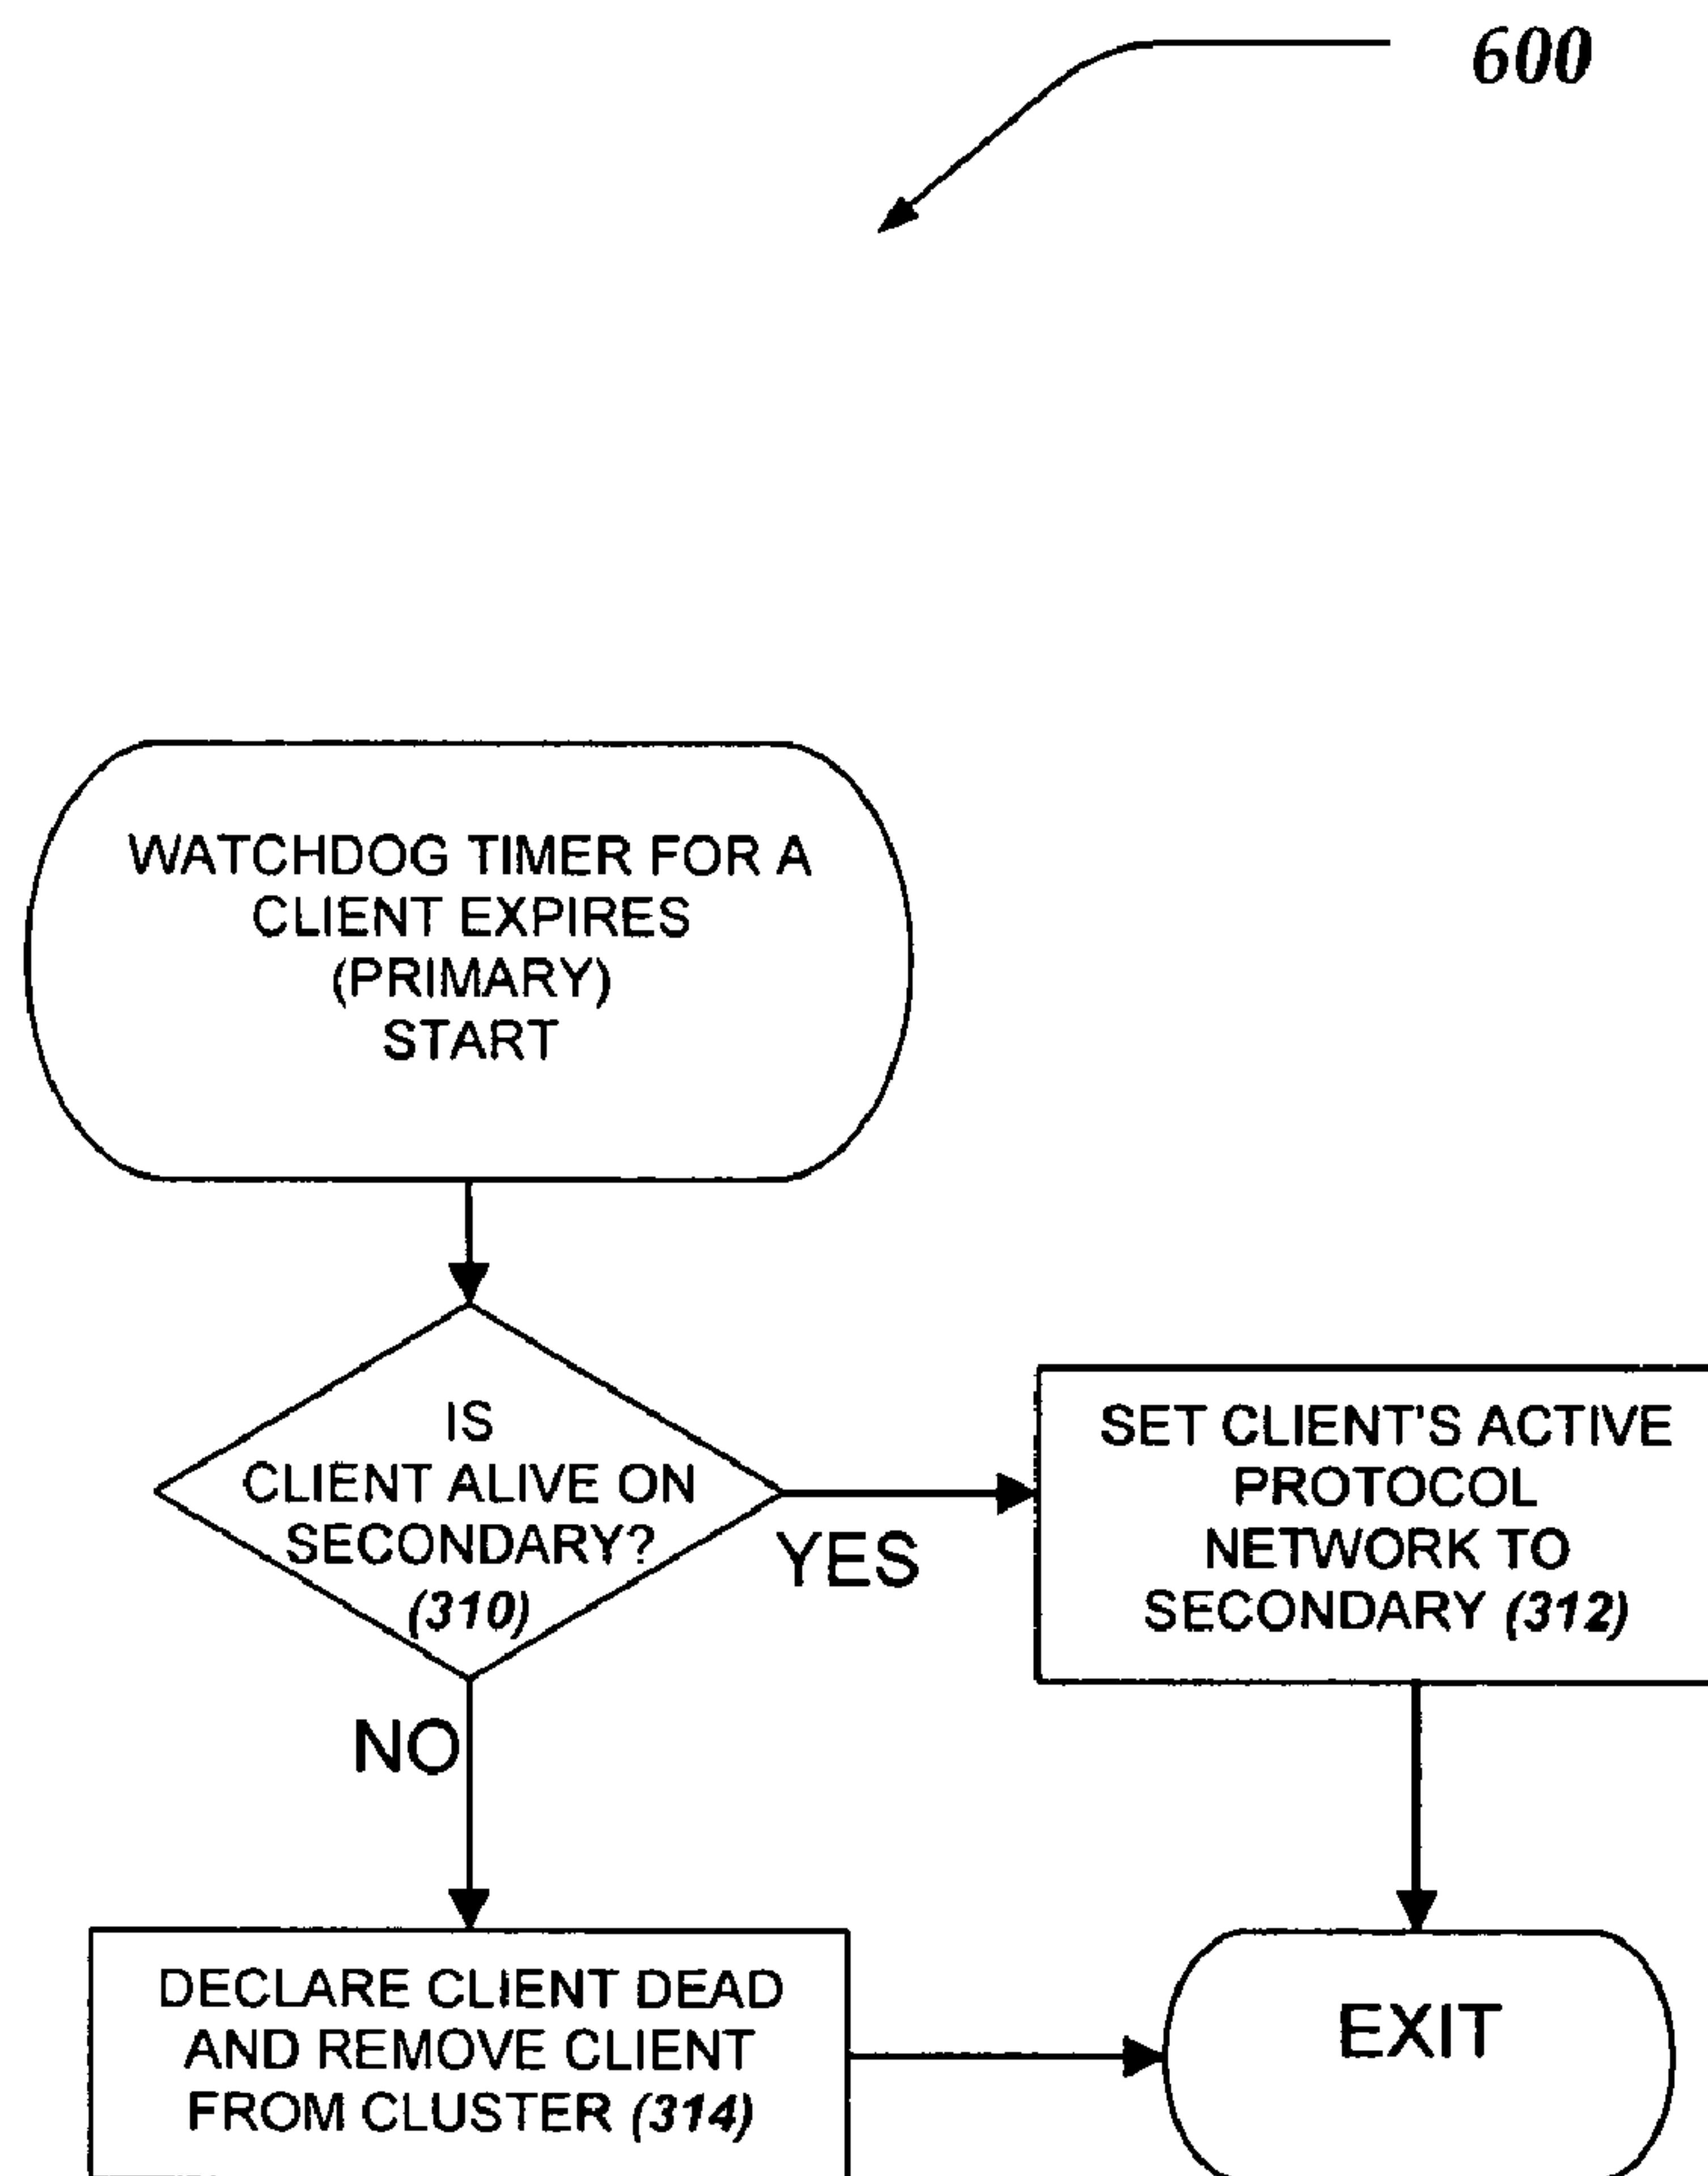 600
WATCHDOG TIMER FOR A
CLIENT EXPIRES
(PRIMARY)
START
IS
CLIENT ALIVE ON
SECONDARY?
(310)
YES
SET CLIENT'S ACTIVE
PROTOCOL
NETWORK TO
SECONDARY (312)
NO
DECLARE CLIENT DEAD
AND REMOVE CLIENT
FROM CLUSTER (314)
EXIT